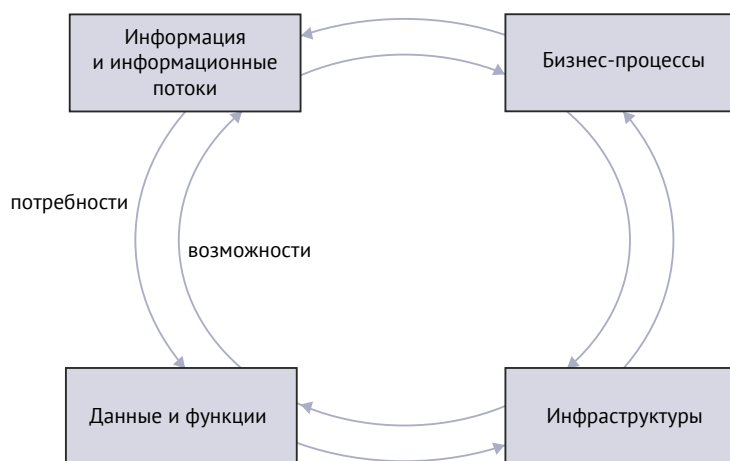 Информация
и информационные
потоки
Бизнес-процессы
потребности
возможности
Данные и функции
Инфраструктуры